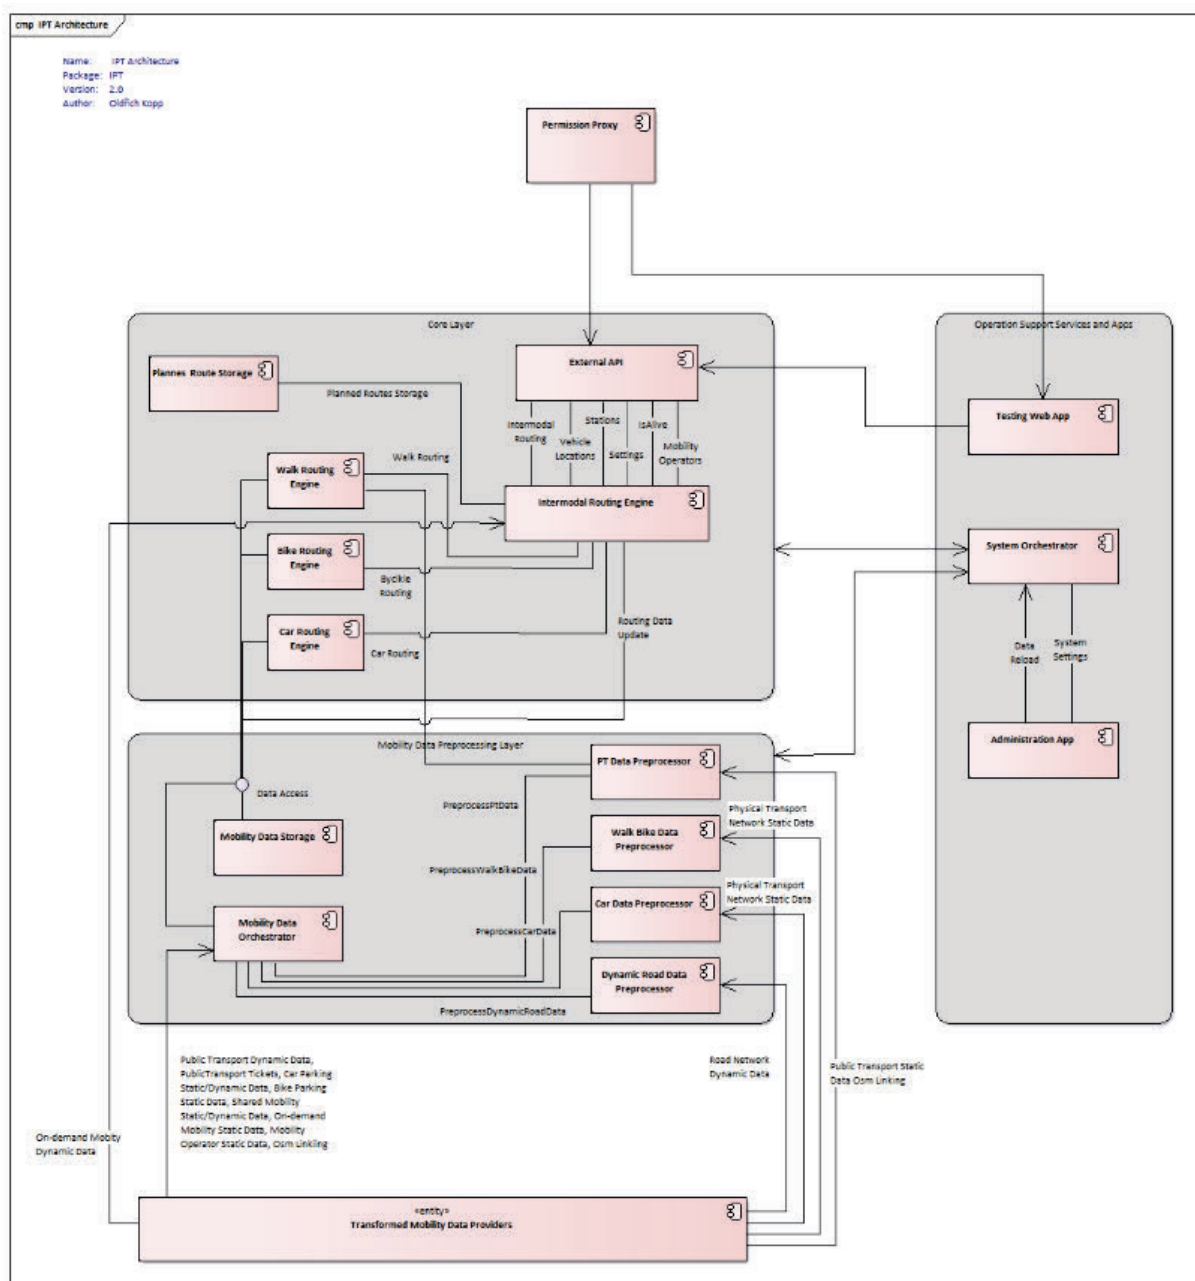 cmp IPT Architecture
Name: IPT Architecture
Package: IPT
Version: 2.0
Author: Oldřich Kopp
Permission Proxy
Core Layer
Operation Support Services and Apps
Plannes Route Storage
External API
Planned Routes Storage
Testing Web App
Intermodal
Routing
Vehicle
Locations
Stations
Settings
IsAlive
Mobility
Operators
Walk Routing
Walk Routing
Engine
Intermodal Routing Engine
Bike Routing
Engine
Bycikle
Routing
System Orchestrator
Car Routing
Engine
Car Routing
Routing Data
Update
Data
Reload
System
Settings
Administration App
Mobility Data Preprocessing Layer
PT Data Preprocessor
Data Access
PreprocessPtData
Physical Transport
Network Static Data
Mobility Data Storage
Walk Bike Data
Preprocessor
PreprocessWalkBikeData
Physical Transport
Network Static Data
Car Data Preprocessor
Mobility Data
Orchestrator
PreprocessCarData
Dynamic Road Data
Preprocessor
PreprocessDynamicRoadData
Public Transport Dynamic Data,
PublicTransport Tickets, Car Parking
Static/Dynamic Data, Bike Parking
Static Data, Shared Mobility
Static/Dynamic Data, On-demand
Mobility Static Data, Mobility
Operator Static Data, Osm Linkling
Road Network
Dynamic Data
Public Transport Static
Data Osm Linking
On-demand Mobity
Dynamic Data
«entity»
Transformed Mobility Data Providers